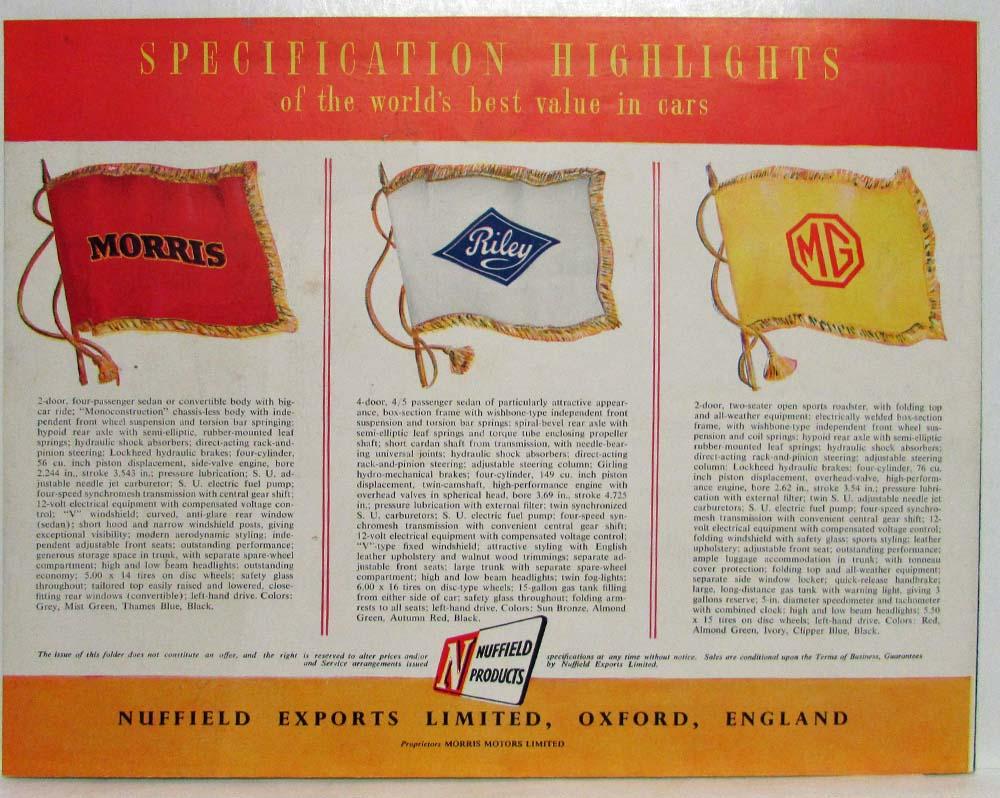 SPECIFICATION HIGHLIGHTS
of the world's best value in cars
MORRIS
2-door, four-passenger sedan or convertible body with big-
car ride; "Monoconstruction" chassis-less body with inde-
pendent front wheel suspension and torsion bar springing;
hypoid rear axle with semi-elliptic, rubber-mounted leaf
springs; hydraulic shock absorbers; direct-acting rack-and-
pinion steering; Lockheed hydraulic brakes; four-cylinder,
56 cu. inch piston displacement, side-valve engine, bore
2.244 in., stroke 3.543 in.; pressure lubrication; S. U. ad-
justable needle jet carburetor; S. U. electric fuel pump;
four-speed synchromesh transmission with central gear shift;
12-volt electrical equipment with compensated voltage con-
trol; "V" windshield; curved, anti-glare rear window
(sedan); short hood and narrow windshield posts, giving
exceptional visibility; modern aerodynamic styling; inde-
pendent adjustable front seats; outstanding performance;
generous storage space in trunk, with separate spare-wheel
compartment; high and low beam headlights; outstanding
economy; 5.00 x 14 tires on disc wheels; safety glass
throughout; tailored top easily raised and lowered, close-
fitting rear windows (convertible); left-hand drive. Colors:
Grey, Mist Green, Thames Blue, Black.
Riley
4-door, 4/5 passenger sedan of particularly attractive appear-
ance, box-section frame with wishbone-type independent front
suspension and torsion bar springs; spiral-bevel rear axle with
semi-elliptic leaf springs and torque tube enclosing propeller
shaft; short cardan shaft from transmission, with needle bear-
ing universal joints; hydraulic shock absorbers; direct-acting
rack-and-pinion steering; adjustable steering column; Girling
hydro-mechanical brakes; four-cylinder, 149 cu. inch piston
displacement, twin-camshaft, high-performance engine with
overhead valves in spherical head, bore 3.69 in., stroke 4.725
in.; pressure lubrication with external filter; twin synchronized
S. U. carburetors; S. U. electric fuel pump; four-speed syn-
chromesh transmission with convenient central gear shift;
12-volt electrical equipment with compensated voltage control;
"V"-type fixed windshield; attractive styling with English
leather upholstery and walnut wood trimmings; separate ad-
justable front seats; large trunk with separate spare-wheel
compartment; high and low beam headlights; twin fog-lights;
6.00 x 16 tires on disc-type wheels; 15-gallon gas tank filling
from either side of car; safety glass throughout; folding arm-
rests to all seats; left-hand drive. Colors: Sun Bronze, Almond
Green, Autumn Red, Black.
MG
2-door, two-seater open sports roadster, with folding top
and all-weather equipment; electrically welded box-section
frame, with wishbone-type independent front wheel sus-
pension and coil springs; hypoid rear axle with semi-elliptic
rubber-mounted leaf springs; hydraulic shock absorbers;
direct-acting rack-and-pinion steering; adjustable steering
column; Lockheed hydraulic brakes; four-cylinder, 76 cu.
inch piston displacement, overhead-valve, high-perform-
ance engine, bore 2.62 in., stroke 3.54 in.; pressure lubri-
cation with external filter; twin S. U. adjustable needle jet
carburetors; S. U. electric fuel pump; four-speed synchro-
mesh transmission with convenient central gear shift; 12-
volt electrical equipment with compensated voltage control;
folding windshield with safety glass; sports styling; leather
upholstery; adjustable front seat; outstanding performance;
ample luggage accommodation in trunk; with tonneau
cover protection; folding top and all-weather equipment;
separate side window locker; quick-release handbrake;
large, long-distance gas tank with warning light, giving 3
gallons reserve; 5-in. diameter speedometer and tachometer
with combined clock; high and low beam headlights; 5.50
x 15 tires on disc wheels; left-hand drive. Colors: Red,
Almond Green, Ivory, Clipper Blue, Black.
The issue of this folder does not constitute an offer, and the right is reserved to alter prices and/or
and Service arrangements issued
N NUFFIELD
PRODUCTS
specifications at any time without notice. Sales are conditional upon the Terms of Business, Guarantees
by Nuffield Exports Limited.
NUFFIELD EXPORTS LIMITED, OXFORD, ENGLAND
Proprietors MORRIS MOTORS LIMITED